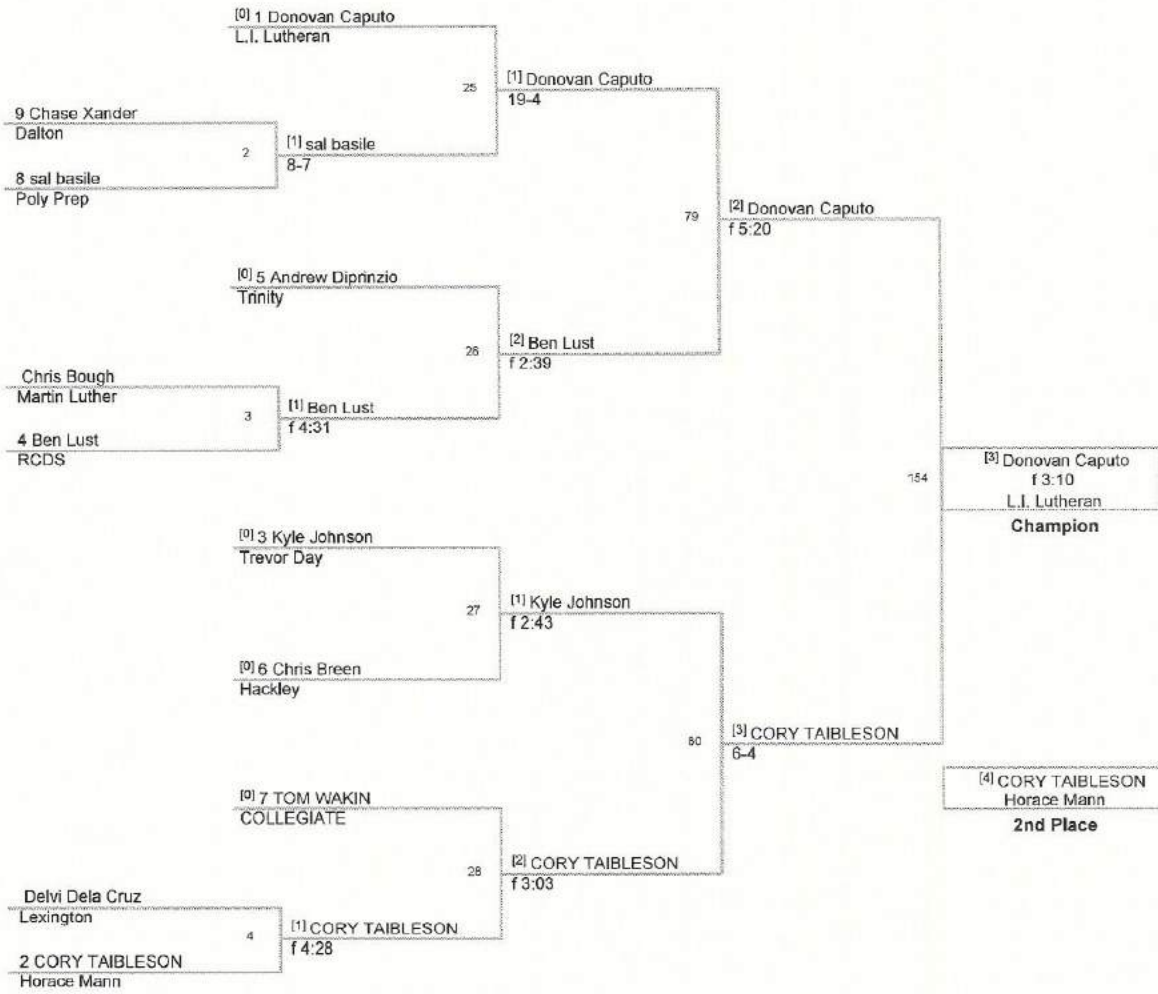 [0] 1 Donovan Caputo
L.I. Lutheran
25
[1] Donovan Caputo
19-4
9 Chase Xander
Dalton
2
[1] sal basile
8-7
8 sal basile
Poly Prep
79
[2] Donovan Caputo
f 5:20
[0] 5 Andrew Diprinzio
Trinity
26
[2] Ben Lust
f 2:39
Chris Bough
Martin Luther
3
[1] Ben Lust
f 4:31
4 Ben Lust
RCDS
154
[3] Donovan Caputo
f 3:10
L.I. Lutheran
Champion
[0] 3 Kyle Johnson
Trevor Day
27
[1] Kyle Johnson
f 2:43
[0] 6 Chris Breen
Hackley
80
[3] CORY TAIBLESON
6-4
[4] CORY TAIBLESON
Horace Mann
2nd Place
[0] 7 TOM WAKIN
COLLEGIATE
28
[2] CORY TAIBLESON
f 3:03
Delvi Dela Cruz
Lexington
4
[1] CORY TAIBLESON
f 4:28
2 CORY TAIBLESON
Horace Mann